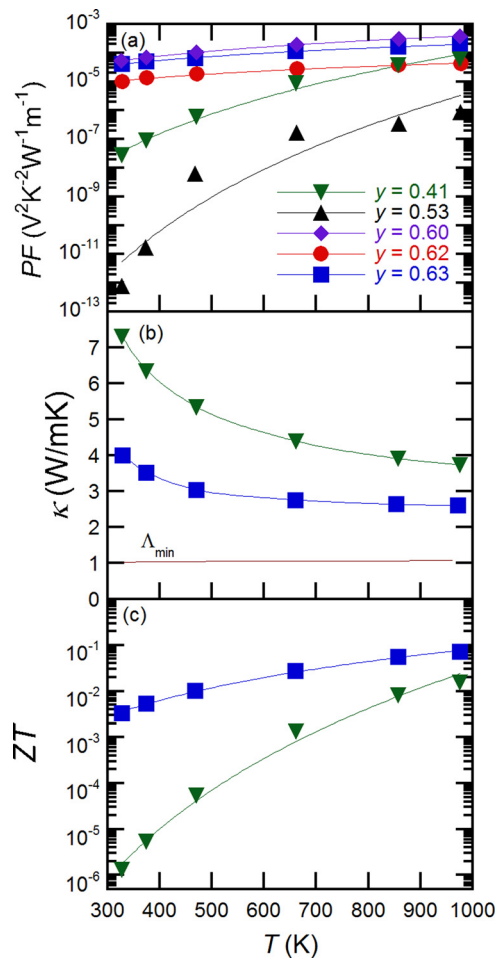 10⁻³
(a)
10⁻⁵
10⁻⁷
10⁻⁹
10⁻¹¹
10⁻¹³
PF (V²K⁻²W⁻¹m⁻¹)
y = 0.41
y = 0.53
y = 0.60
y = 0.62
y = 0.63
(b)
7
6
5
4
3
2
1
0
κ (W/mK)
Λmin
(c)
10⁻¹
10⁻²
10⁻³
10⁻⁴
10⁻⁵
10⁻⁶
ZT
300 400 500 600 700 800 900 1000
T (K)